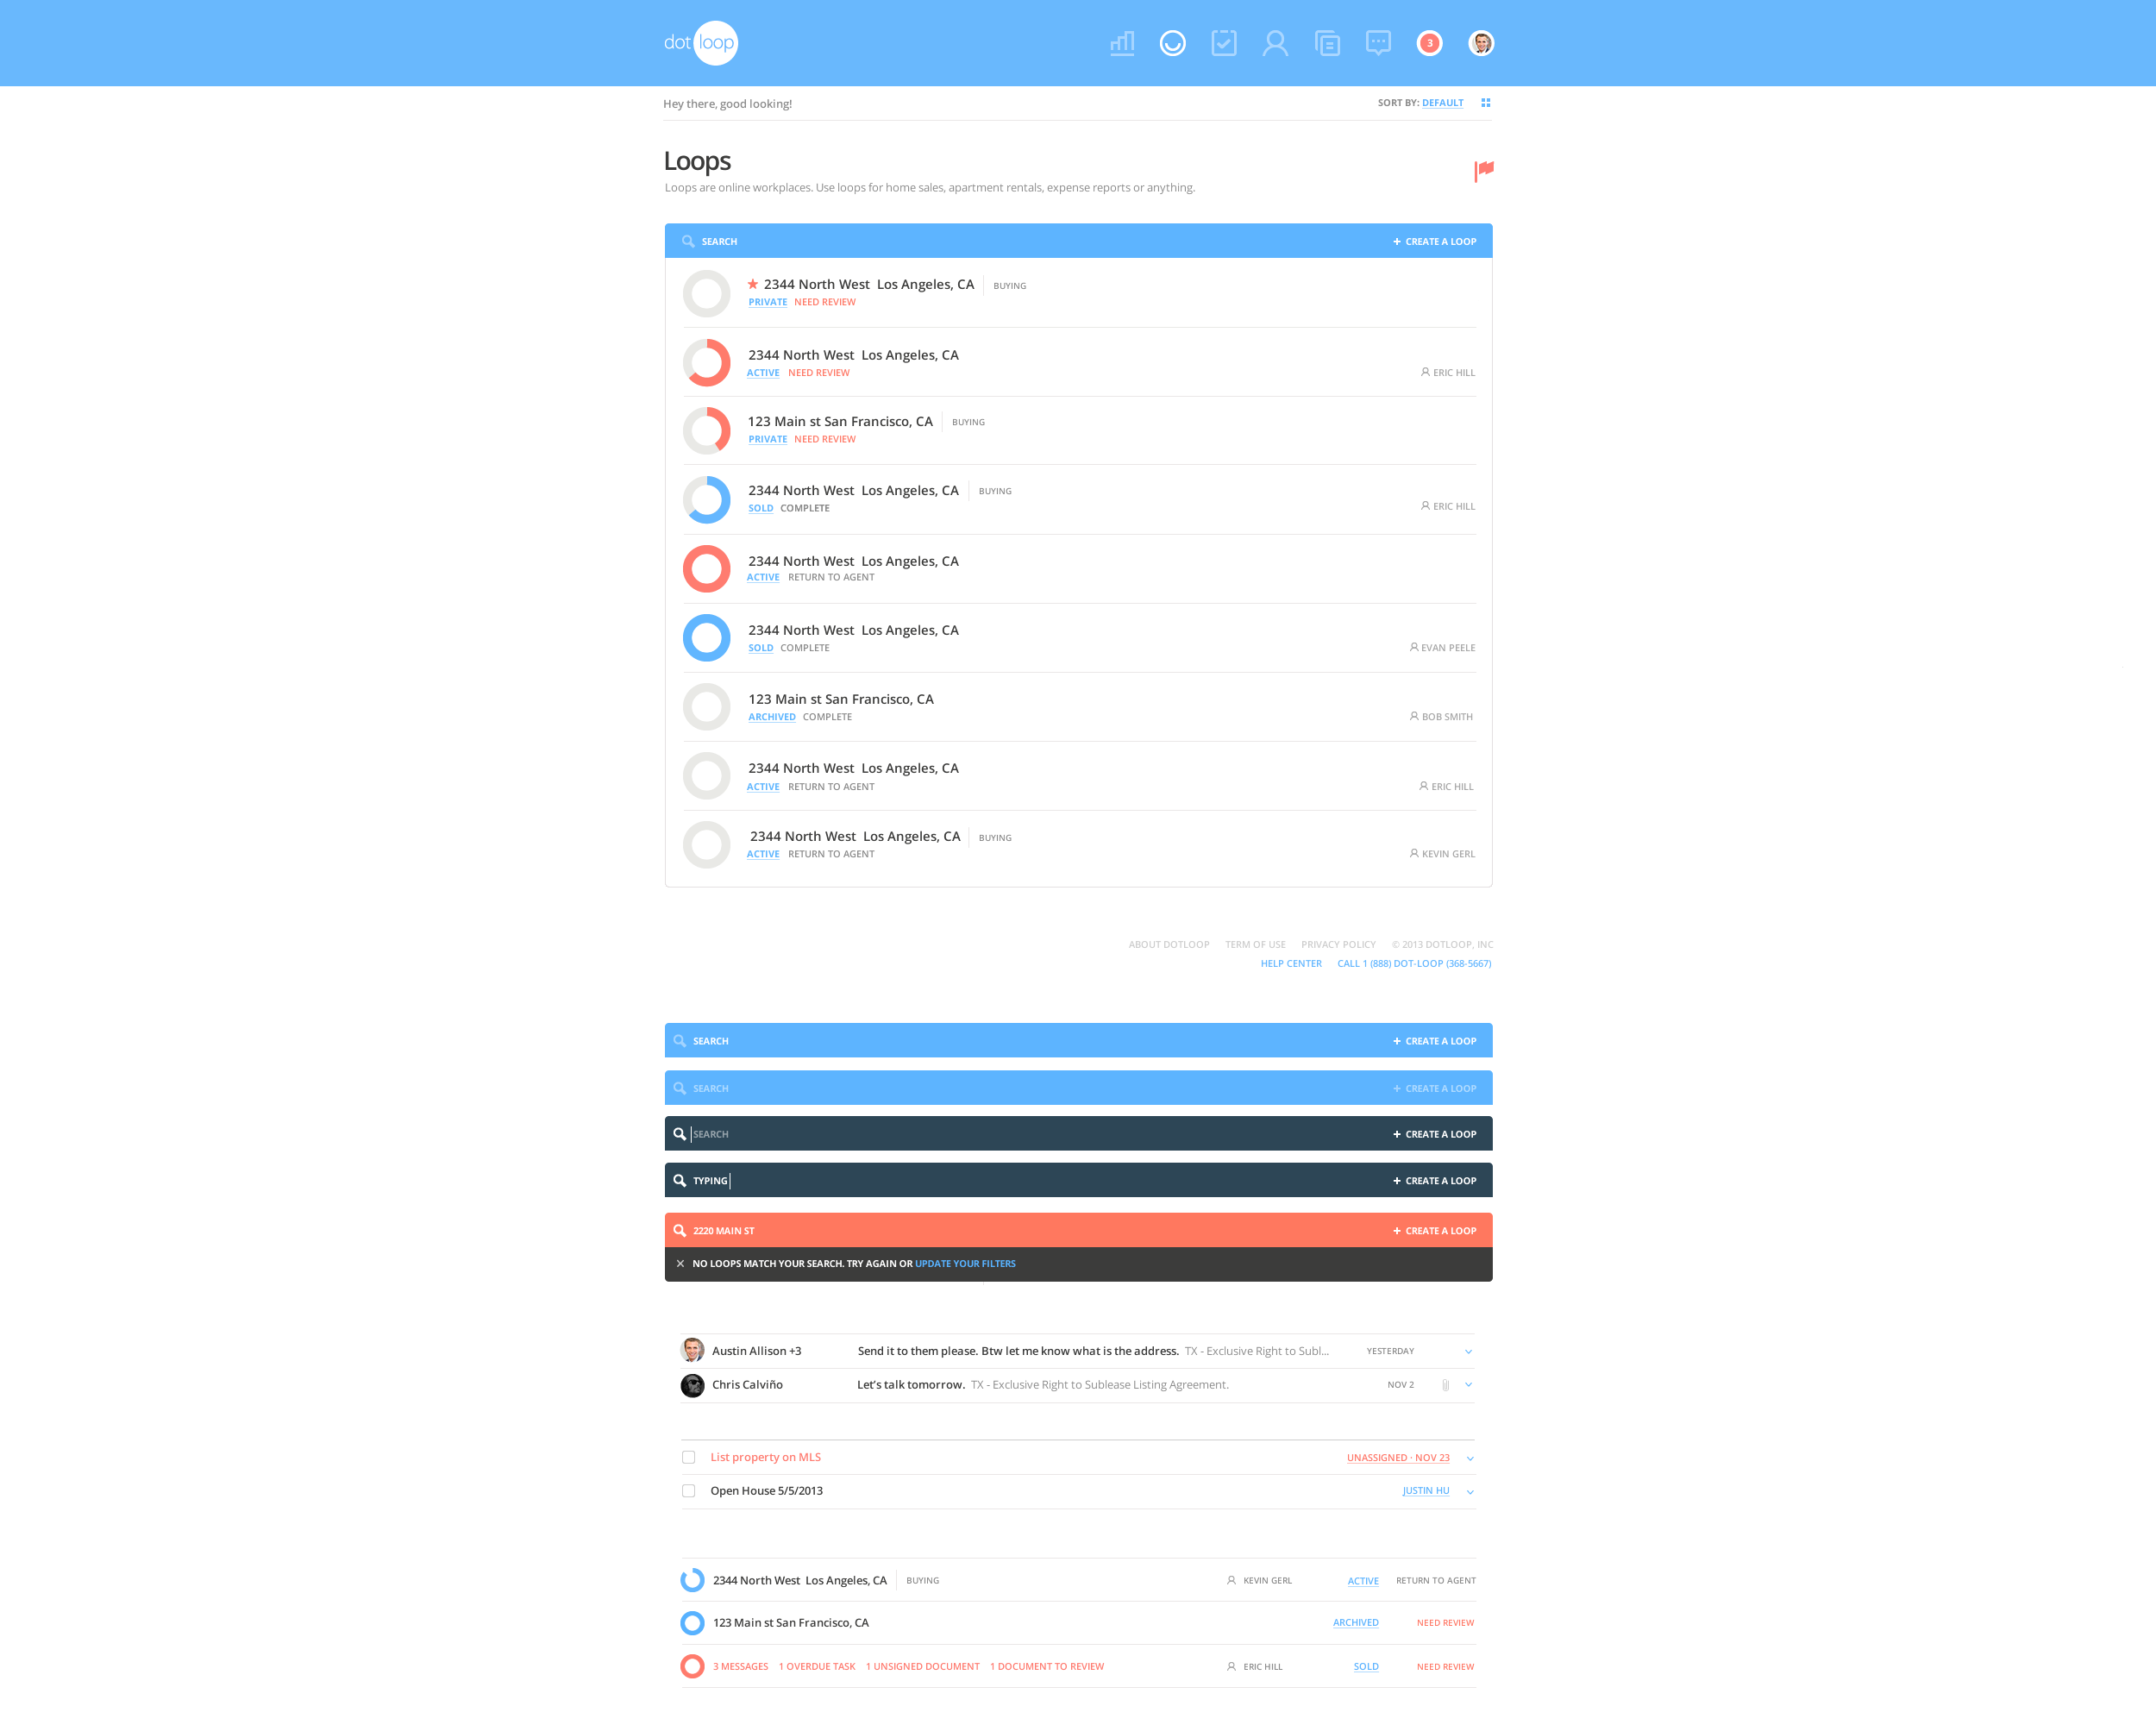 dotloop
3
Hey there, good looking!
SORT BY: DEFAULT
Loops
Loops are online workplaces. Use loops for home sales, apartment rentals, expense reports or anything.
SEARCH + CREATE A LOOP
2344 North West Los Angeles, CA BUYING
PRIVATE NEED REVIEW
2344 North West Los Angeles, CA
ACTIVE NEED REVIEW ERIC HILL
123 Main st San Francisco, CA BUYING
PRIVATE NEED REVIEW
2344 North West Los Angeles, CA BUYING
SOLD COMPLETE ERIC HILL
2344 North West Los Angeles, CA
ACTIVE RETURN TO AGENT
2344 North West Los Angeles, CA
SOLD COMPLETE EVAN PEELE
123 Main st San Francisco, CA
ARCHIVED COMPLETE BOB SMITH
2344 North West Los Angeles, CA
ACTIVE RETURN TO AGENT ERIC HILL
2344 North West Los Angeles, CA BUYING
ACTIVE RETURN TO AGENT KEVIN GERL
ABOUT DOTLOOP TERM OF USE PRIVACY POLICY © 2013 DOTLOOP, INC
HELP CENTER CALL 1 (888) DOT-LOOP (368-5667)
SEARCH + CREATE A LOOP
SEARCH + CREATE A LOOP
SEARCH + CREATE A LOOP
TYPING + CREATE A LOOP
2220 MAIN ST + CREATE A LOOP
NO LOOPS MATCH YOUR SEARCH. TRY AGAIN OR UPDATE YOUR FILTERS
Austin Allison +3 Send it to them please. Btw let me know what is the address. TX - Exclusive Right to Subl... YESTERDAY
Chris Calviño Let's talk tomorrow. TX - Exclusive Right to Sublease Listing Agreement. NOV 2
List property on MLS UNASSIGNED · NOV 23
Open House 5/5/2013 JUSTIN HU
2344 North West Los Angeles, CA BUYING KEVIN GERL ACTIVE RETURN TO AGENT
123 Main st San Francisco, CA ARCHIVED NEED REVIEW
3 MESSAGES 1 OVERDUE TASK 1 UNSIGNED DOCUMENT 1 DOCUMENT TO REVIEW ERIC HILL SOLD NEED REVIEW